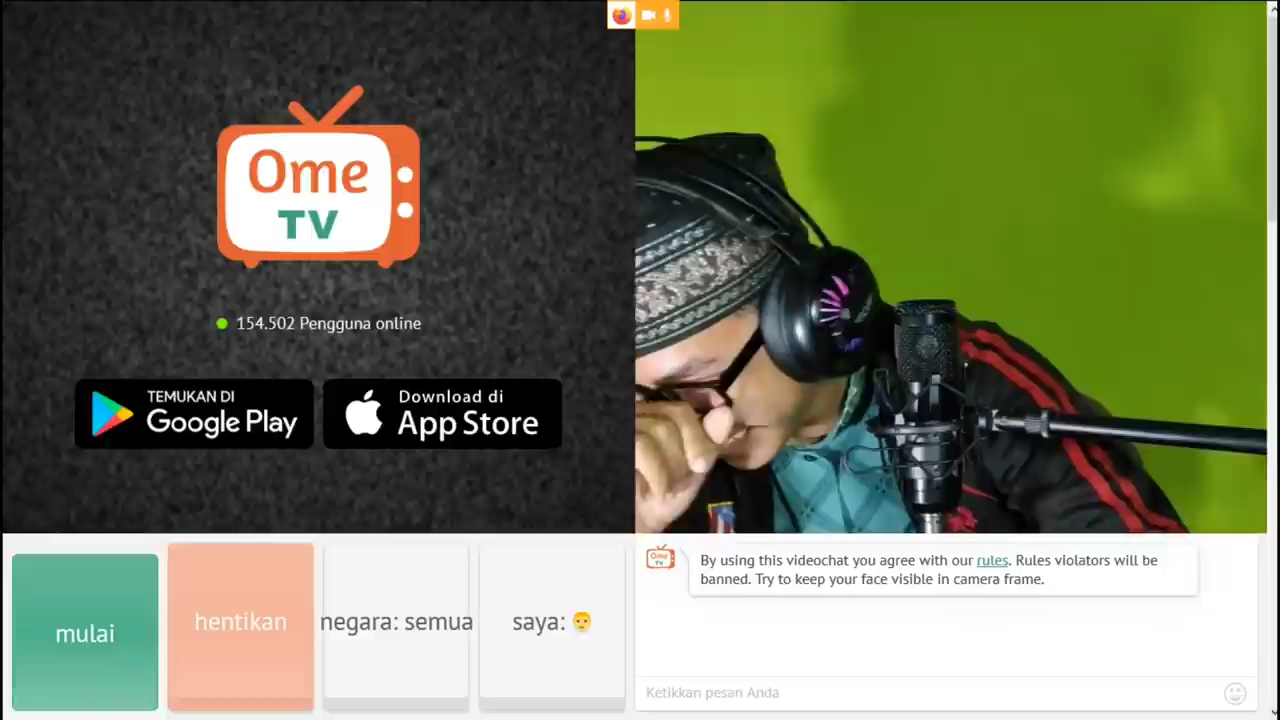 Ome
TV
154.502 Pengguna online
TEMUKAN DI
Google Play
Download di
App Store
mulai
hentikan
negara: semua
saya: 👨
Ome
TV
By using this videochat you agree with our rules. Rules violators will be
banned. Try to keep your face visible in camera frame.
Ketikkan pesan Anda